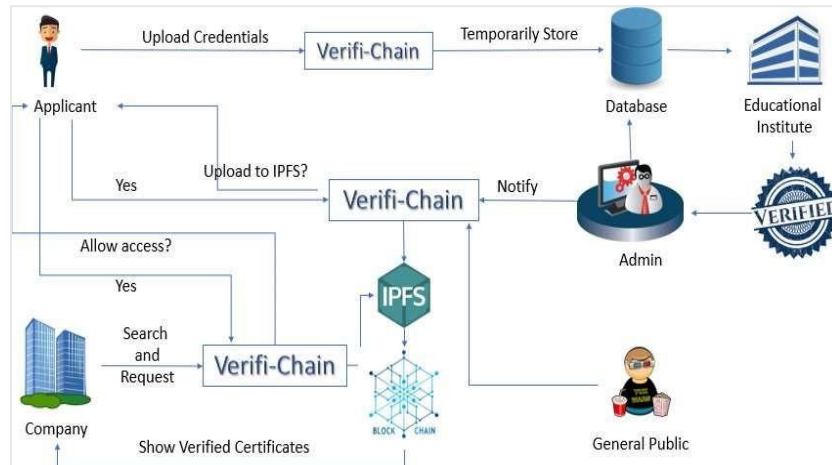 Upload Credentials
Verifi-Chain
Temporarily Store
Applicant
Database
Educational
Institute
Upload to IPFS?
Yes
Verifi-Chain
Notify
VERIFIED
Allow access?
Admin
Yes
IPFS
Search
and
Request
Verifi-Chain
BLOCK CHAIN
Company
Show Verified Certificates
General Public